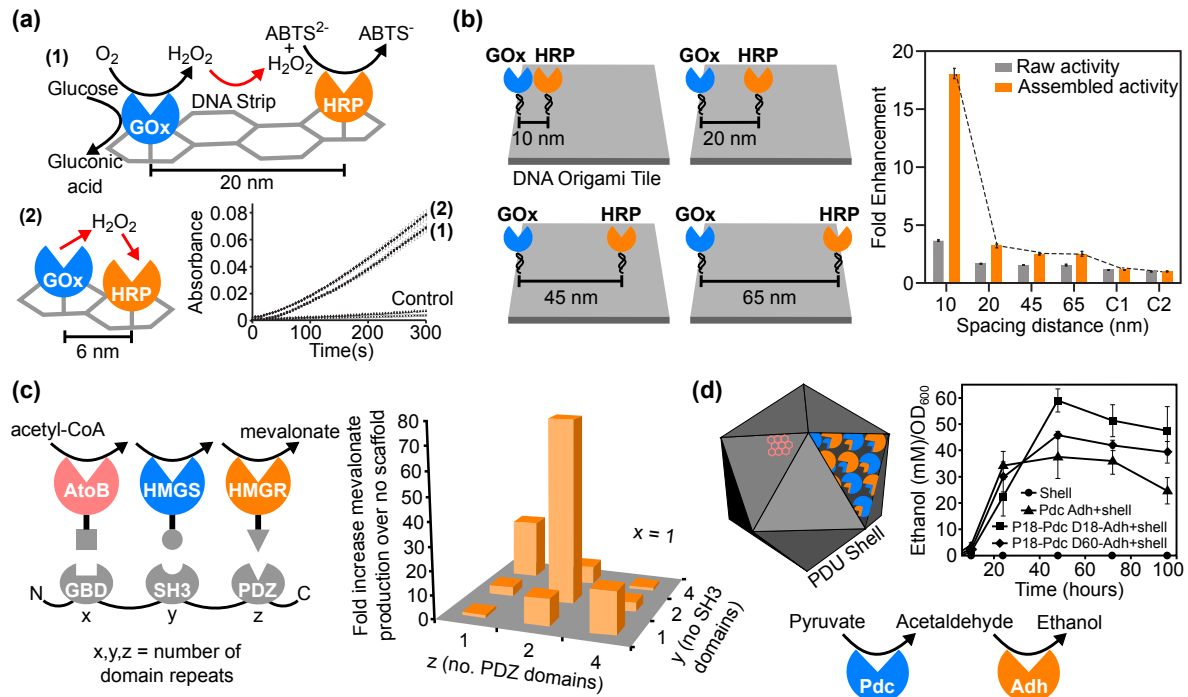 (a)
(1)
O₂
H₂O₂
ABTS²⁻
+
H₂O₂
ABTS⁻
Glucose
DNA Strip
GOx
HRP
Gluconic
acid
20 nm
(2)
H₂O₂
GOx
HRP
6 nm
Absorbance
0.08
0.06
0.04
0.02
0
(2)
(1)
Control
0
100
200
300
Time(s)
(b)
GOx HRP
10 nm
DNA Origami Tile
GOx HRP
20 nm
GOx HRP
45 nm
GOx HRP
65 nm
Fold Enhancement
20
15
10
5
0
Raw activity
Assembled activity
10 20 45 65 C1 C2
Spacing distance (nm)
(c)
acetyl-CoA
mevalonate
AtoB
HMGS
HMGR
N
GBD
SH3
PDZ
C
x
y
z
x,y,z = number of
domain repeats
Fold increase mevalonate
production over no scaffold
80
70
60
50
40
30
20
10
0
x = 1
1
2
4
z (no. PDZ domains)
1
2
4
y (no SH3
domains)
(d)
PDU Shell
Ethanol (mM)/OD₆₀₀
60
50
40
30
20
10
0
Shell
Pdc Adh+shell
P18-Pdc D18-Adh+shell
P18-Pdc D60-Adh+shell
20 40 60 80 100
Time (hours)
Pyruvate
Acetaldehyde
Ethanol
Pdc
Adh